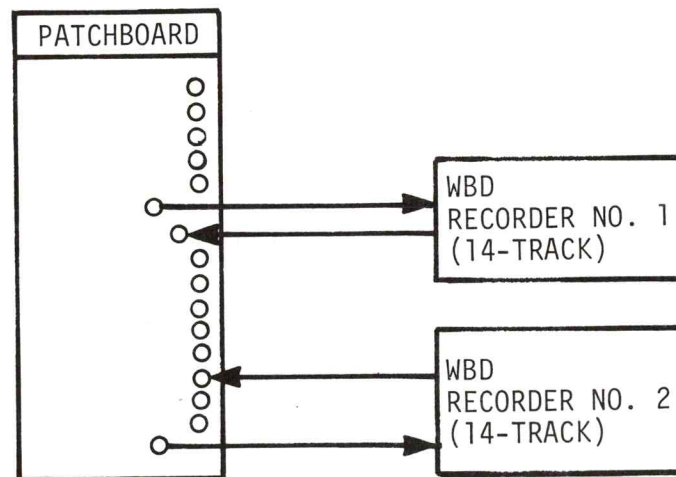 PATCHBOARD
WBD
RECORDER NO. 1
(14-TRACK)
WBD
RECORDER NO. 2
(14-TRACK)